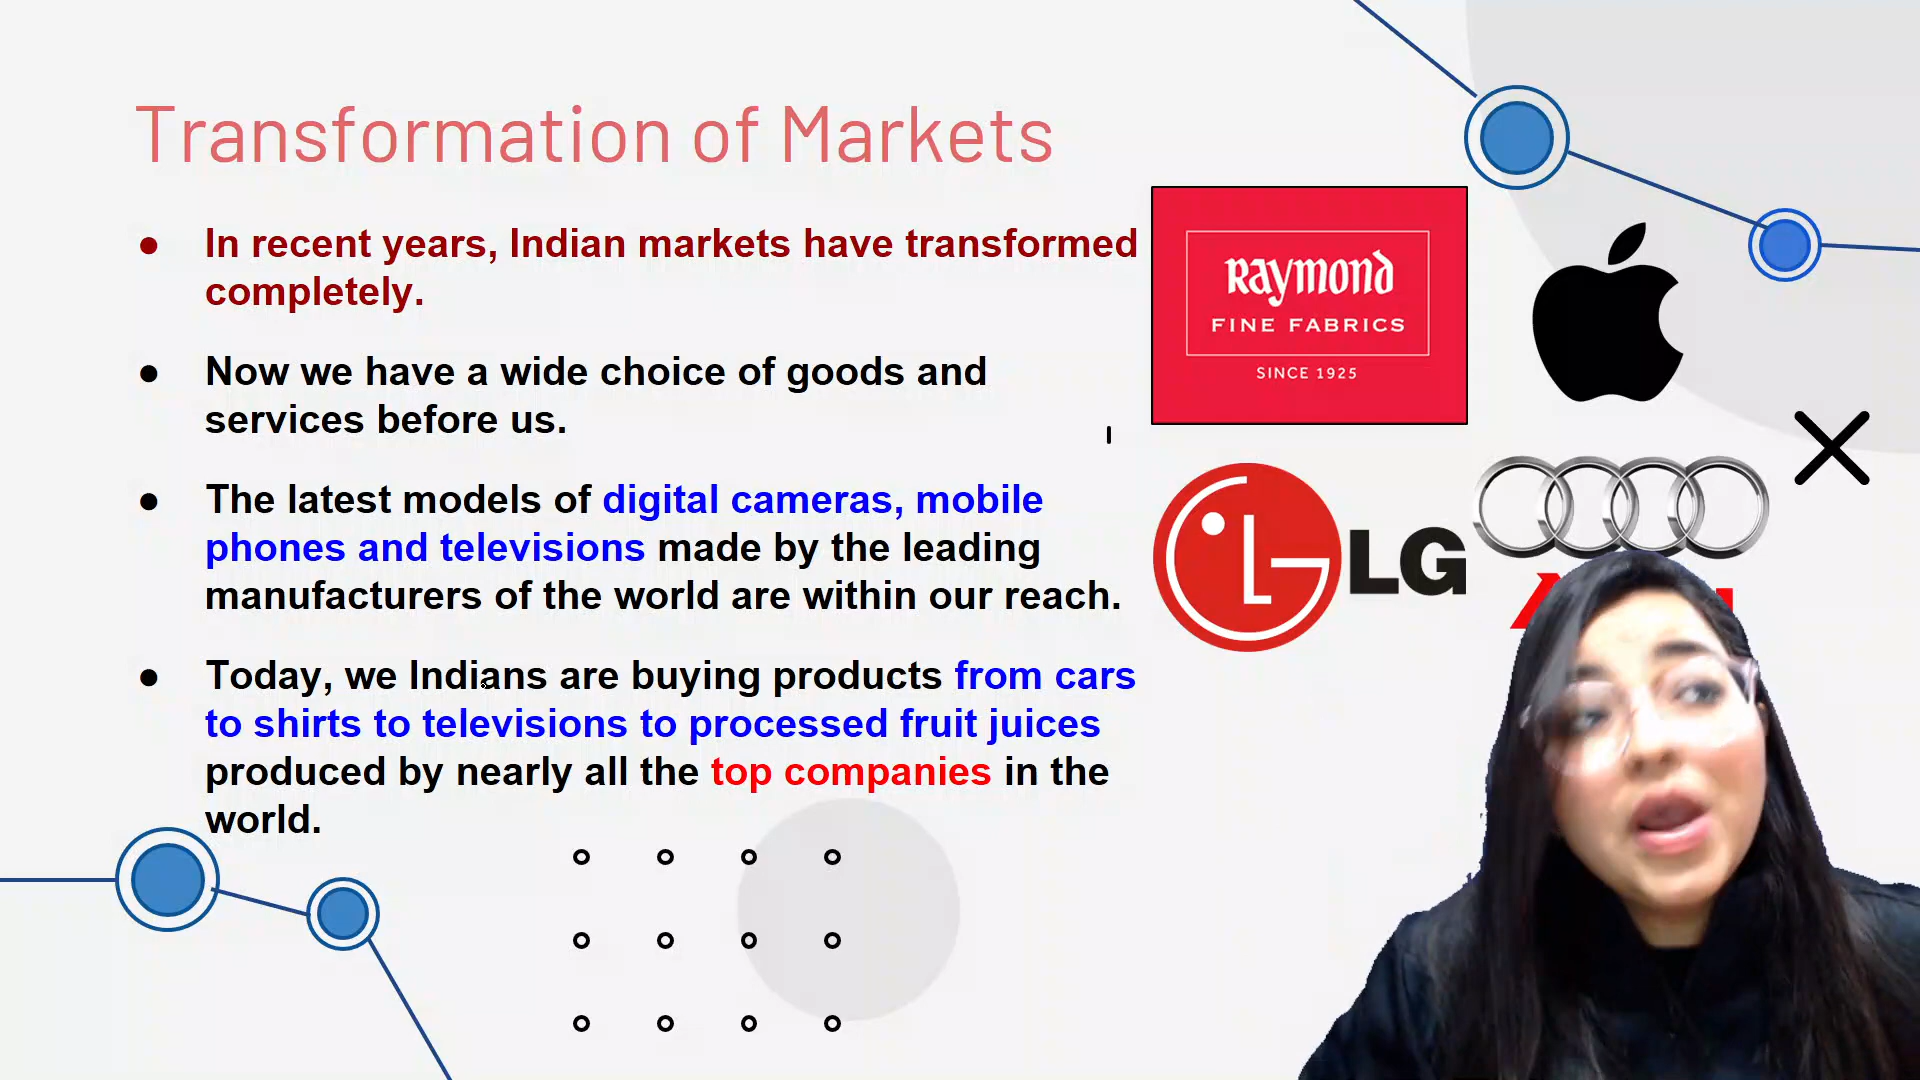 Transformation of Markets
● In recent years, Indian markets have transformed
completely.
● Now we have a wide choice of goods and
services before us.
● The latest models of digital cameras, mobile
phones and televisions made by the leading
manufacturers of the world are within our reach.
● Today, we Indians are buying products from cars
to shirts to televisions to processed fruit juices
produced by nearly all the top companies in the
world.
Raymond
FINE FABRICS
SINCE 1925
LG